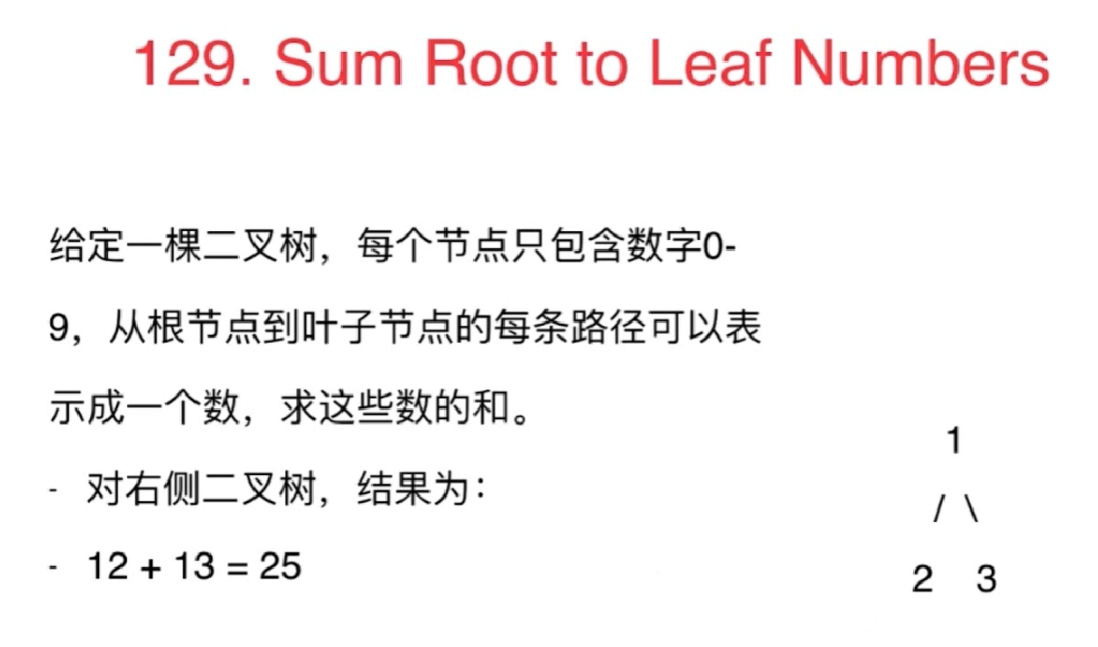 129. Sum Root to Leaf Numbers
给定一棵二叉树，每个节点只包含数字0-
9，从根节点到叶子节点的每条路径可以表
示成一个数，求这些数的和。
- 对右侧二叉树，结果为：
- 12 + 13 = 25
1
/ \
2 3